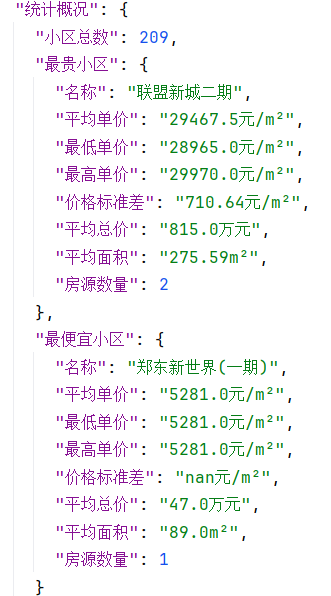 "统计概况": {
"小区总数": 209,
"最贵小区": {
"名称": "联盟新城二期",
"平均单价": "29467.5元/m²",
"最低单价": "28965.0元/m²",
"最高单价": "29970.0元/m²",
"价格标准差": "710.64元/m²",
"平均总价": "815.0万元",
"平均面积": "275.59m²",
"房源数量": 2
},
"最便宜小区": {
"名称": "郑东新世界(一期)",
"平均单价": "5281.0元/m²",
"最低单价": "5281.0元/m²",
"最高单价": "5281.0元/m²",
"价格标准差": "nan元/m²",
"平均总价": "47.0万元",
"平均面积": "89.0m²",
"房源数量": 1
}